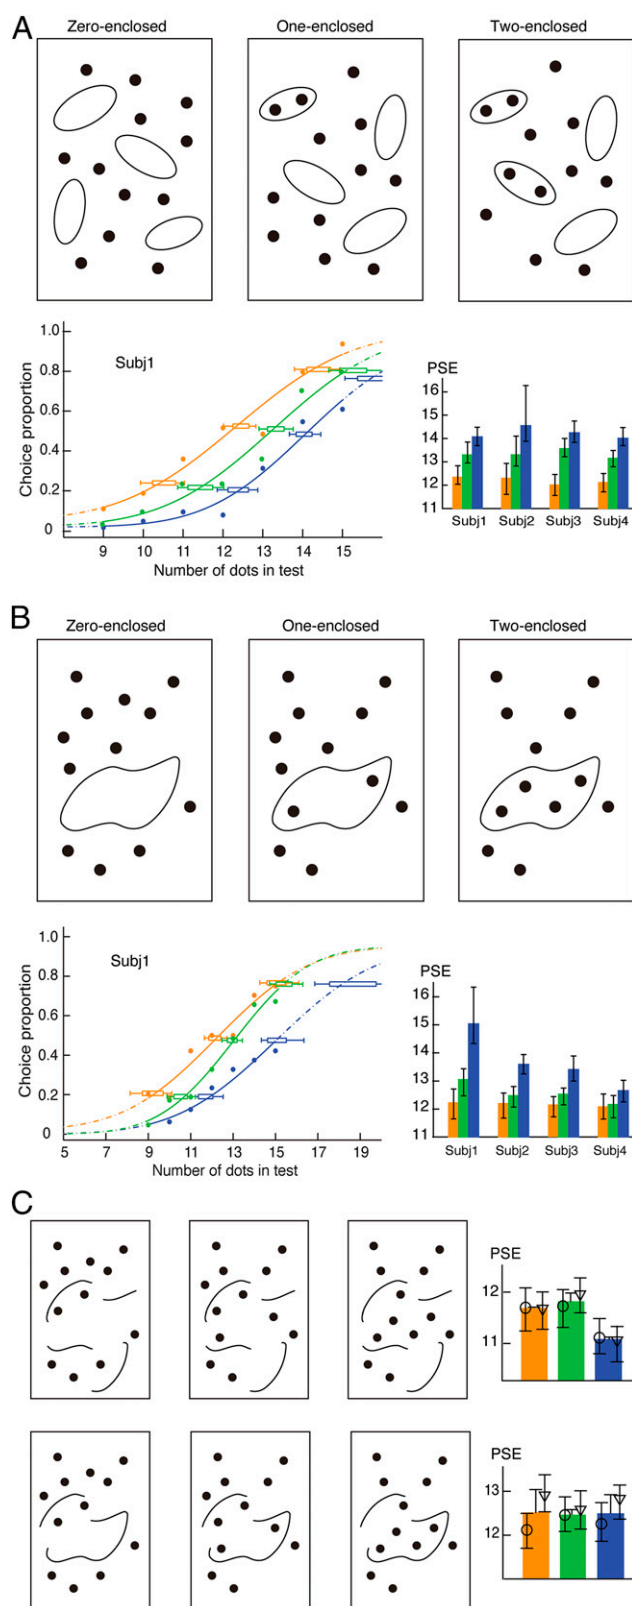 A
Zero-enclosed One-enclosed Two-enclosed
1.0
0.8
0.6
0.4
0.2
0
Choice proportion
Subj1
9 10 11 12 13 14 15
Number of dots in test
PSE
16
15
14
13
12
11
Subj1 Subj2 Subj3 Subj4
B
Zero-enclosed One-enclosed Two-enclosed
1.0
0.8
0.6
0.4
0.2
0
Choice proportion
Subj1
5 7 9 11 13 15 17 19
Number of dots in test
PSE
16
15
14
13
12
11
Subj1 Subj2 Subj3 Subj4
C
PSE
12
11
PSE
13
12